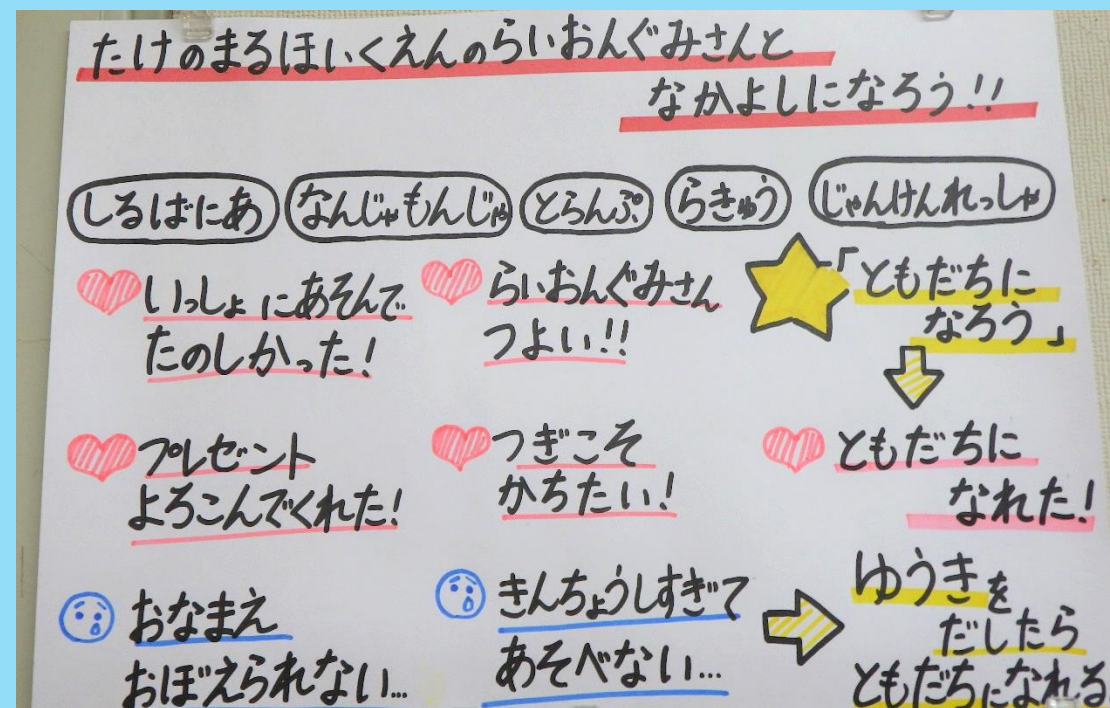 たけのまるほいくえんのらいおんぐみさんと
なかよしになろう!!
しるばにあ なんじゃもんじゃ とらんぷ らきゅう じゃんけんれっしゃ
いっしょにあそんで
たのしかった!
らいおんぐみさん
つよい!!
「ともだちに
なろう」
プレゼント
よろこんでくれた!
つぎこそ
かちたい!
ともだちに
なれた!
おなまえ
おぼえられない…
きんちょうしすぎて
あそべない…
ゆうきを
だしたら
ともだちになれる